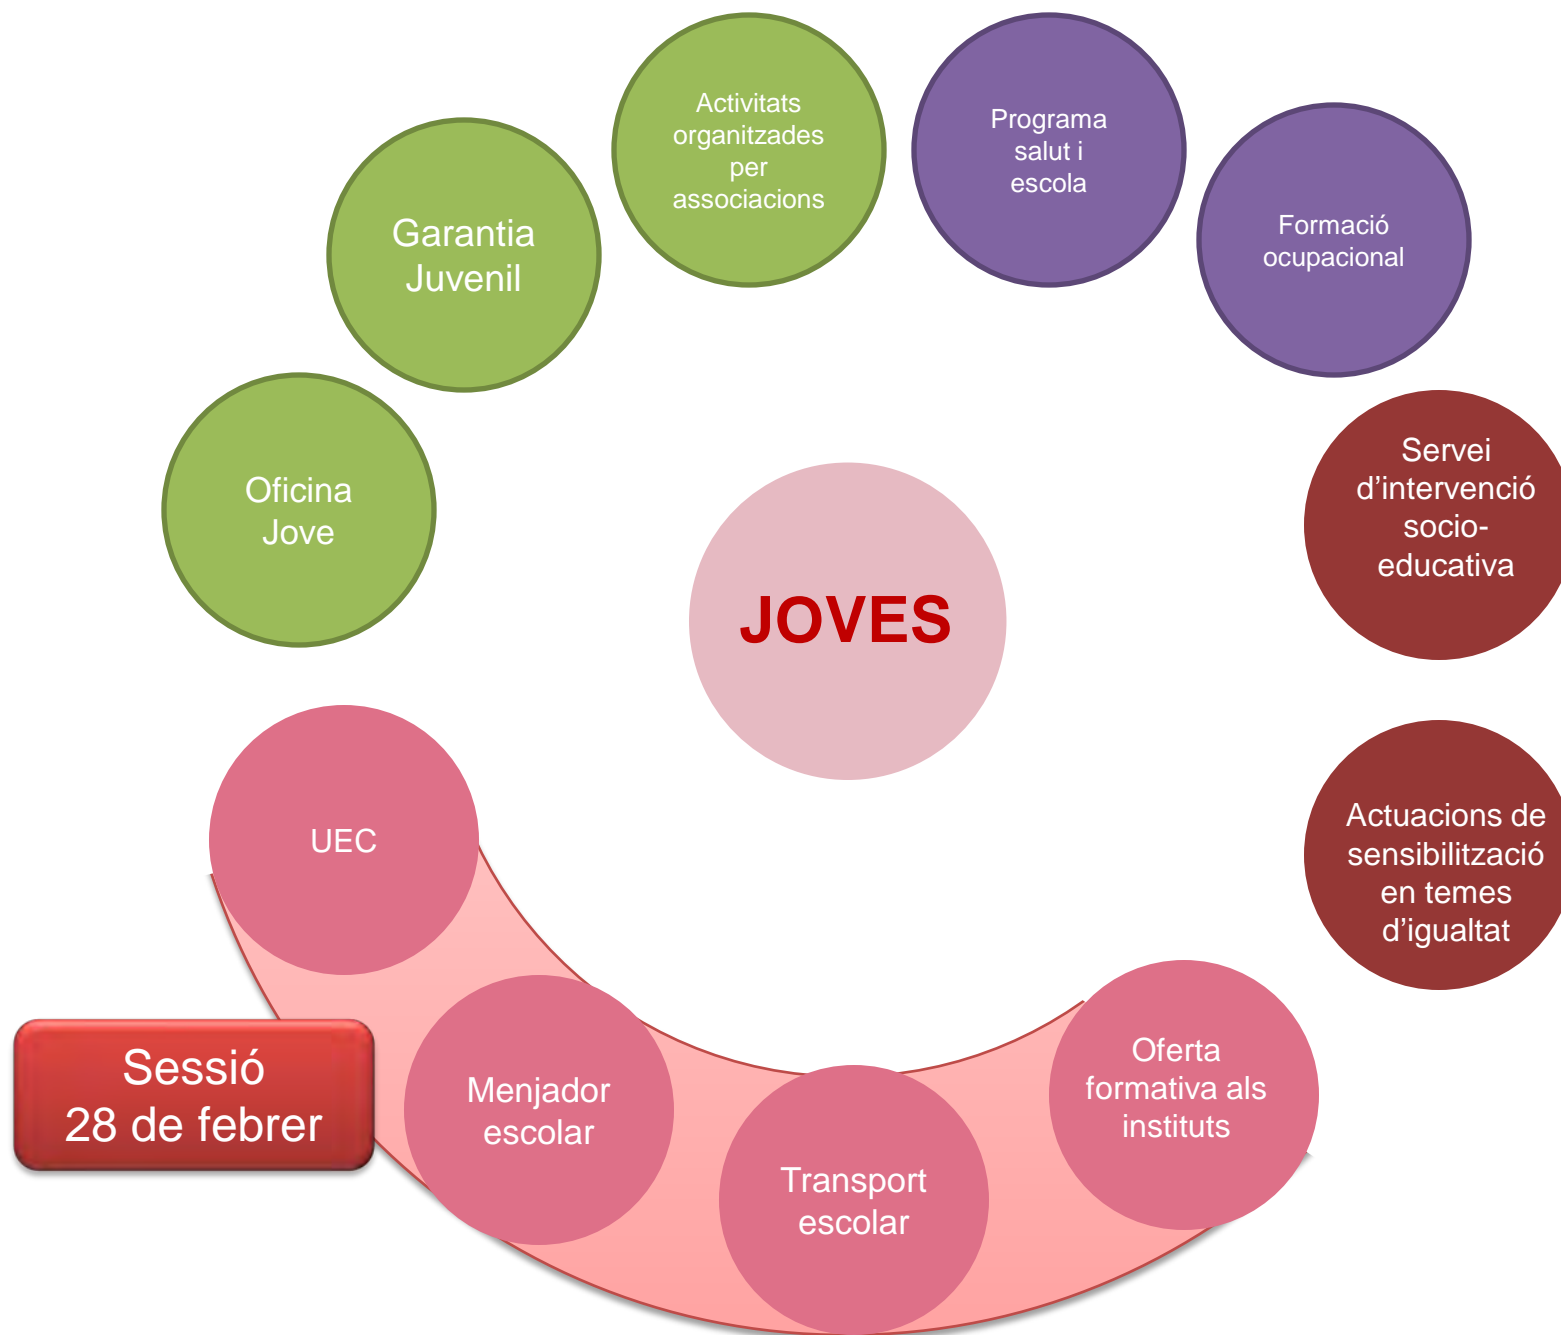 Activitats
organitzades
per
associacions
Programa
salut i
escola
Garantia
Juvenil
Formació
ocupacional
Oficina
Jove
Servei
d’intervenció
socio-
educativa
JOVES
UEC
Actuacions de
sensibilització
en temes
d’igualtat
Sessió
28 de febrer
Menjador
escolar
Transport
escolar
Oferta
formativa als
instituts